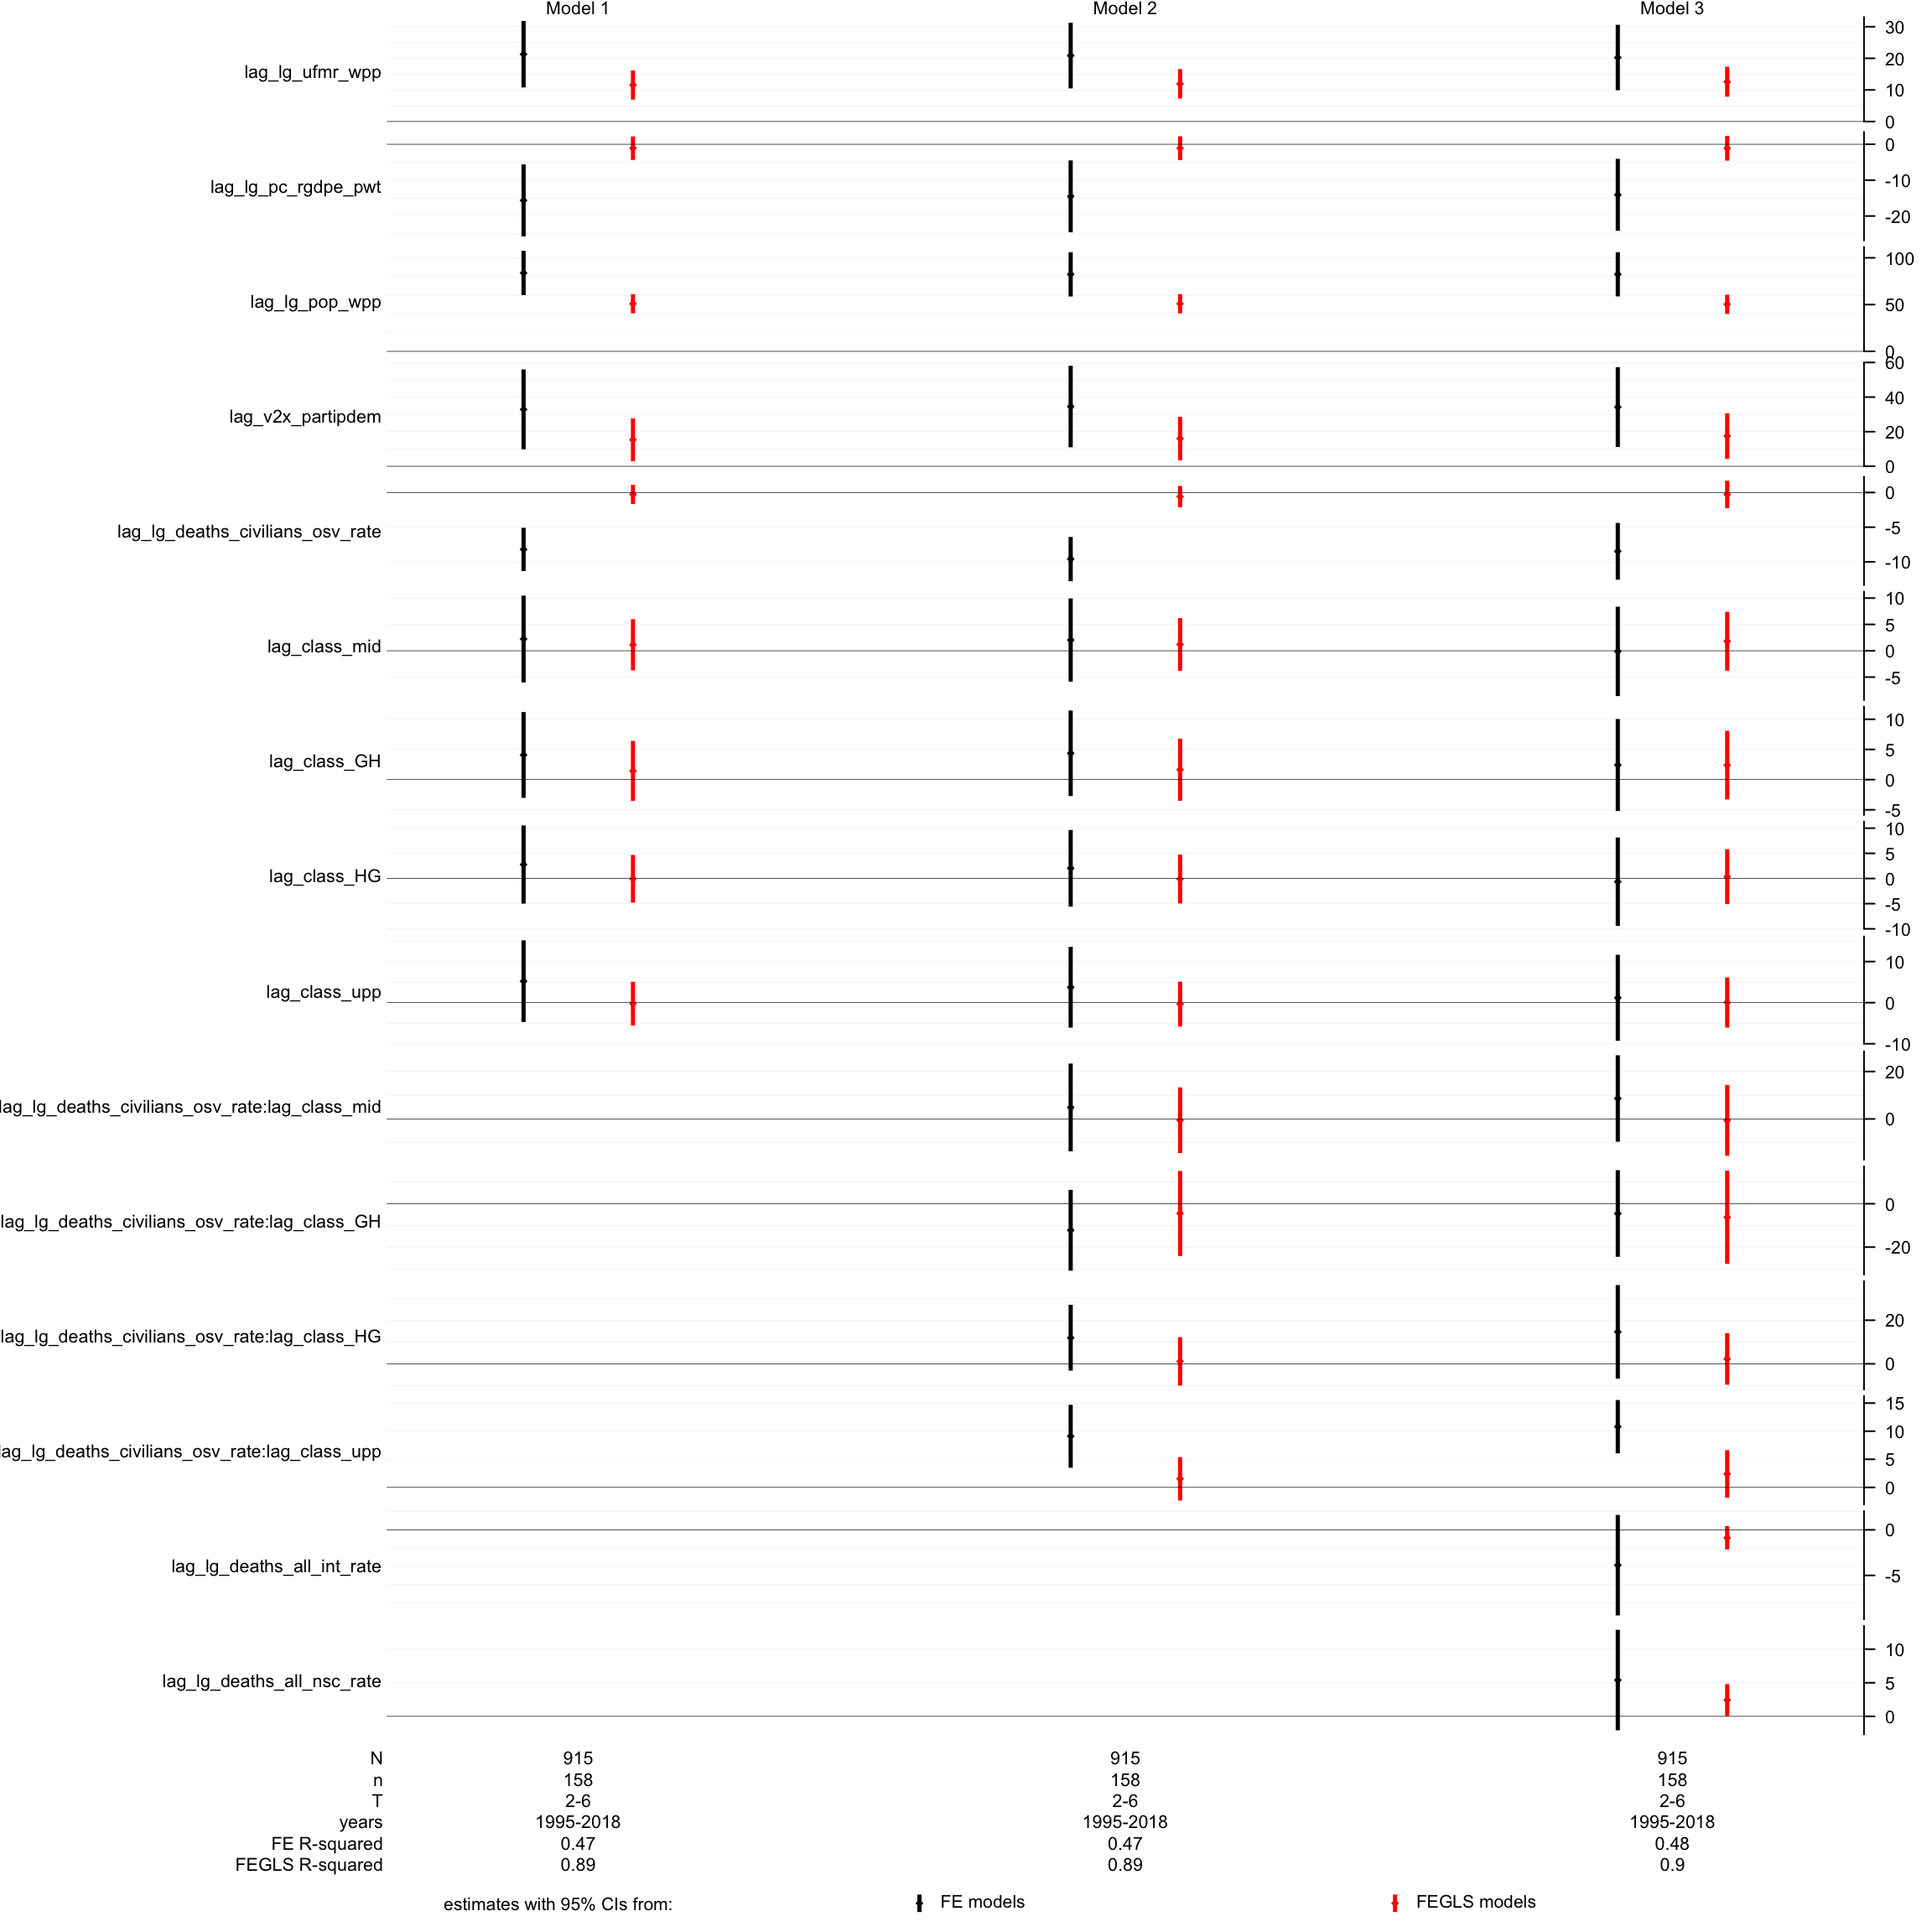 Model 1 Model 2 Model 3
lag_lg_ufmr_wpp
30
20
10
0
lag_lg_pc_rgdpe_pwt
0
-10
-20
lag_lg_pop_wpp
100
50
0
lag_v2x_partipdem
60
40
20
0
lag_lg_deaths_civilians_osv_rate
0
-5
-10
lag_class_mid
10
5
0
-5
lag_class_GH
10
5
0
-5
lag_class_HG
10
5
0
-5
-10
lag_class_upp
10
0
-10
lag_lg_deaths_civilians_osv_rate:lag_class_mid
20
0
lag_lg_deaths_civilians_osv_rate:lag_class_GH
0
-20
lag_lg_deaths_civilians_osv_rate:lag_class_HG
20
0
lag_lg_deaths_civilians_osv_rate:lag_class_upp
15
10
5
0
lag_lg_deaths_all_int_rate
0
-5
lag_lg_deaths_all_nsc_rate
10
5
0
N 915 915 915
n 158 158 158
T 2-6 2-6 2-6
years 1995-2018 1995-2018 1995-2018
FE R-squared 0.47 0.47 0.48
FEGLS R-squared 0.89 0.89 0.9
estimates with 95% CIs from: FE models FEGLS models